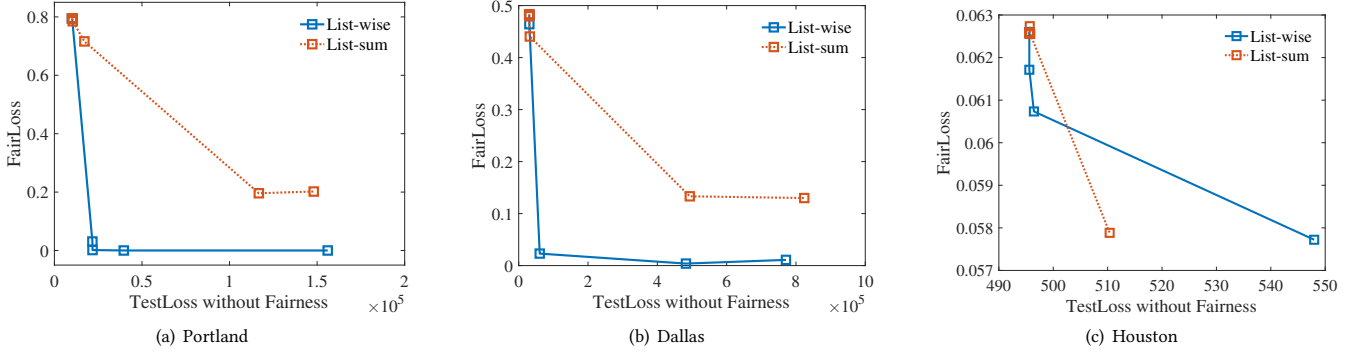 0.8
0.6
0.4
0.2
0
FairLoss
List-wise
List-sum
0
0.5
1
1.5
2
×10⁵
TestLoss without Fairness
(a) Portland
0.5
0.4
0.3
0.2
0.1
0
FairLoss
List-wise
List-sum
0
2
4
6
8
10
×10⁵
TestLoss without Fairness
(b) Dallas
0.063
0.062
0.061
0.06
0.059
0.058
0.057
FairLoss
List-wise
List-sum
490
500
510
520
530
540
550
TestLoss without Fairness
(c) Houston